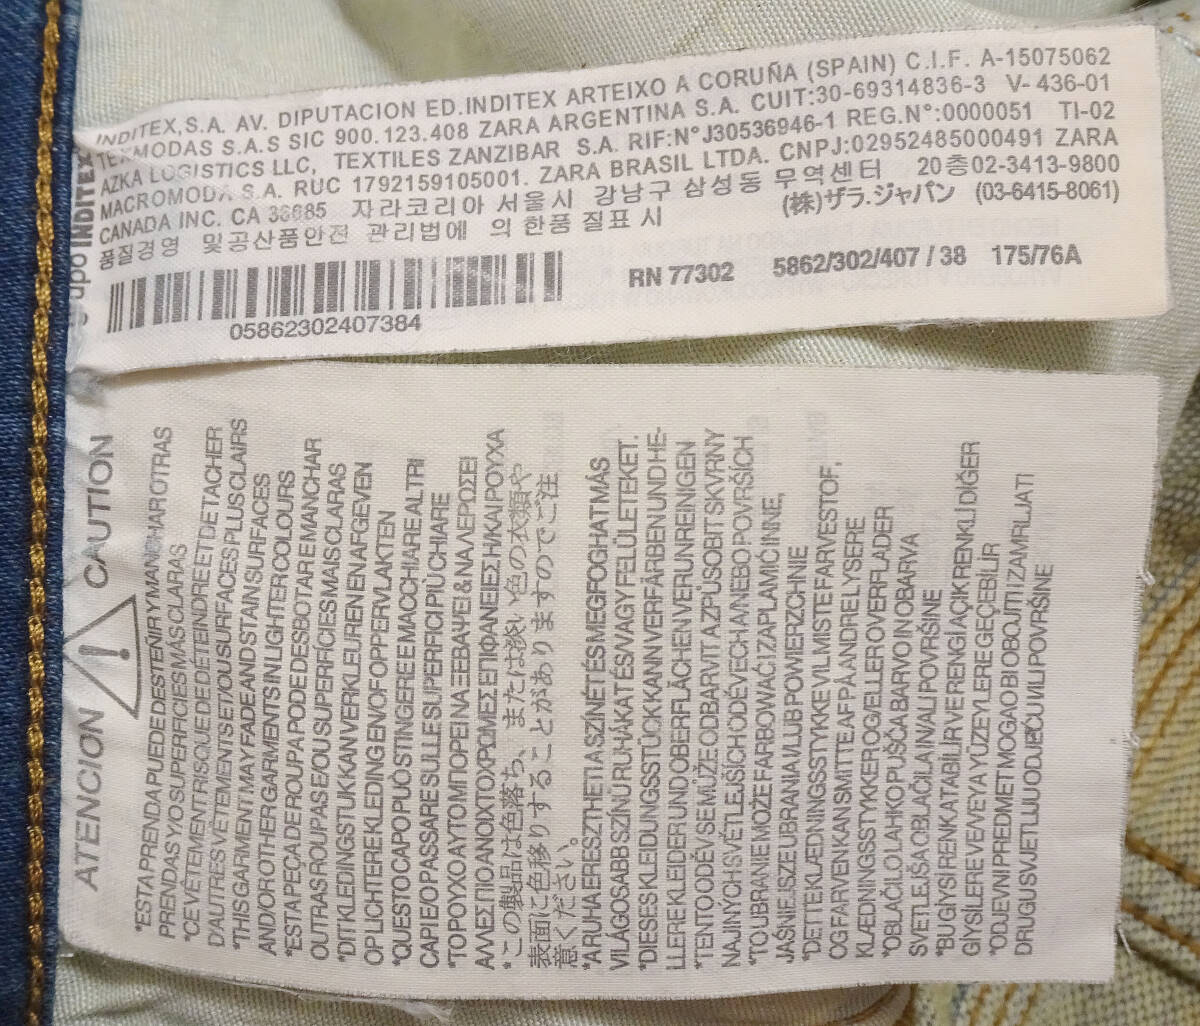 INDITEX,S.A. AV. DIPUTACION ED.INDITEX ARTEIXO A CORUÑA (SPAIN) C.I.F. A-15075062
MODAS S.A.S SIC 900.123.408 ZARA ARGENTINA S.A. CUIT:30-69314836-3 V-436-01
AZKA LOGISTICS LLC, TEXTILES ZANZIBAR S.A. RIF:N°J30536946-1 REG.N°:0000051 TI-02
MACROMODA S.A. RUC 1792159105001. ZARA BRASIL LTDA. CNPJ:02952485000491 ZARA
CANADA INC. CA 자라코리아 서울시 강남구 삼성동 무역센터 20층02-3413-9800
품질경영 및공산품안전 관리법에 의한품질표시 (株)ザラ.ジャパン (03-6415-8061)
RN 77302 5862/302/407 / 38 175/76A
05862302407384
upo INDITEX
ATENCION CAUTION
*ESTA PRENDA PUEDE DESTEÑIR Y MANCHAR OTRAS
PRENDAS Y/O SUPERFICIES MÁS CLARAS
*CE VÊTEMENT RISQUE DE DÉTEINDRE ET DE TACHER
D'AUTRES VÊTEMENTS ET/OU SURFACES PLUS CLAIRS
*THIS GARMENT MAY FADE AND STAIN SURFACES
AND/OR OTHER GARMENTS IN LIGHTER COLOURS
*ESTA PEÇA DE ROUPA PODE DESBOTAR E MANCHAR
OUTRAS ROUPAS E/OU SUPERFÍCIES MAIS CLARAS
*DIT KLEDINGSTUK KAN VERKLEUREN EN AFGEVEN
OP LICHTERE KLEDING EN/OF OPPERVLAKTEN
*QUESTO CAPO PUÒ STINGERE E MACCHIARE ALTRI
CAPI E/O PASSARE SULLE SUPERFICI PIÙ CHIARE
*ΤΟ ΡΟΥΧΟ ΑΥΤΟ ΜΠΟΡΕΙ ΝΑ ΞΕΒΑΨΕΙ & ΝΑ ΛΕΡΩΣΕΙ
ΑΛΛΕΣ ΠΙΟ ΑΝΟΙΚΤΟΧΡΩΜΕΣ ΕΠΙΦΑΝΕΙΕΣ Η ΚΑΙ ΡΟΥΧΑ
*この製品は色落ち、または淡い色の衣類や
表面に色移りすることがありますのでご注
意ください。
*A RUHA ERESZTHETI A SZÍNÉT ÉS MEGFOGHAT MÁS
VILÁGOSABB SZÍNŰ RUHÁKAT ÉS/VAGY FELÜLETEKET.
*DIESES KLEIDUNGSSTÜCK KANN VERFÄRBEN UND HE-
LLERE KLEIDER UND OBERFLÄCHEN VERUNREINIGEN
*TENTO ODĚV SE MŮŽE ODBARVIT A ZPŮSOBIT SKVRNY
NA JINÝCH SVĚTLEJŠÍCH ODĚVECH A/NEBO POVRŠÍCH
*TO UBRANIE MOŻE FARBOWAĆ I ZAPLAMIĆ INNE,
JAŚNIEJSZE UBRANIA I/LUB POWIERZCHNIE
*DETTE KLÆDNINGSSTYKKE VIL MISTE FARVESTOF,
OG FARVEN KAN SMITTE AF PÅ ANDRE LYSERE
KLÆDNINGSSTYKKER OG/ELLER OVERFLADER
*OBLAČILO LAHKO PUŠČA BARVO IN OBARVA
SVETLEJŠA OBLAČILA IN/ALI POVRŠINE
*BU GİYSİ RENK ATABİLİR VE RENGİ AÇIK RENKLİ DİĞER
GİYSİLERE VEVEYA YÜZEYLERE GEÇEBİLİR
*ODJEVNI PREDMET MOGAO BI OBOJITI I ZAMRLJATI
DRUGU SVJETLIJU ODJEĆU I/ILI POVRŠINE